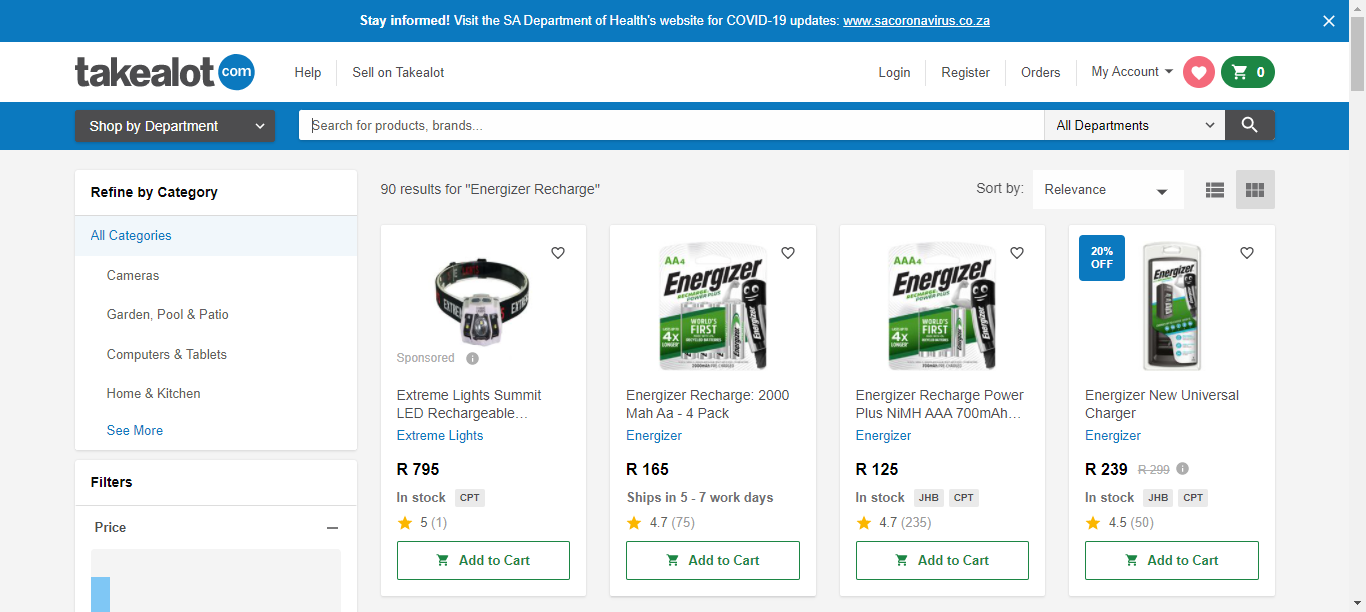 Stay informed! Visit the SA Department of Health's website for COVID-19 updates: www.sacoronavirus.co.za
takealot com
Help
Sell on Takealot
Login
Register
Orders
My Account
0
Shop by Department
Search for products, brands...
All Departments
Refine by Category
All Categories
Cameras
Garden, Pool & Patio
Computers & Tablets
Home & Kitchen
See More
Filters
Price
90 results for "Energizer Recharge"
Sort by:
Relevance
Sponsored
Extreme Lights Summit
LED Rechargeable…
Extreme Lights
R 795
In stock CPT
5 (1)
Add to Cart
AA4
Energizer
RECHARGE
POWER PLUS
WORLD'S
FIRST
4x
LONGER
Energizer Recharge: 2000
Mah Aa - 4 Pack
Energizer
R 165
Ships in 5 - 7 work days
4.7 (75)
Add to Cart
AAA4
Energizer
RECHARGE
POWER PLUS
WORLD'S
FIRST
4x
LONGER
Energizer Recharge Power
Plus NiMH AAA 700mAh…
Energizer
R 125
In stock JHB CPT
4.7 (235)
Add to Cart
20%
OFF
Energizer
Energizer New Universal
Charger
Energizer
R 239 R 299
In stock JHB CPT
4.5 (50)
Add to Cart